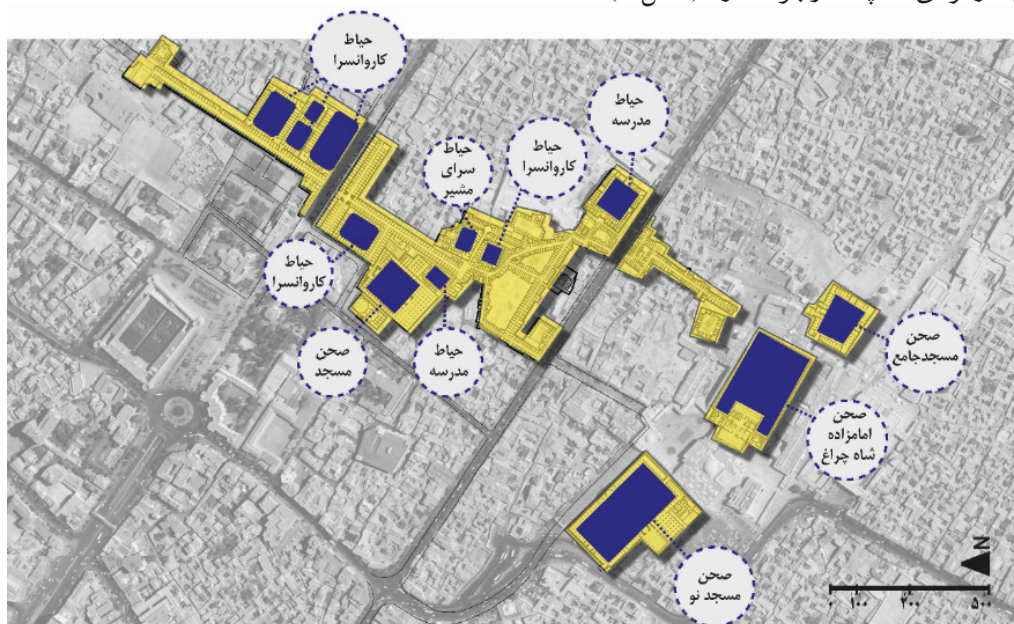 حیاط
کاروانسرا
حیاط
مدرسه
حیاط
کاروانسرا
حیاط
سرای
مشیر
حیاط
کاروانسرا
صحن
مسجد
حیاط
مدرسه
صحن
مسجدجامع
صحن
امامزاده
شاه چراغ
صحن
مسجد نو
N
۰ ۱۰۰ ۲۰۰ ۵۰۰